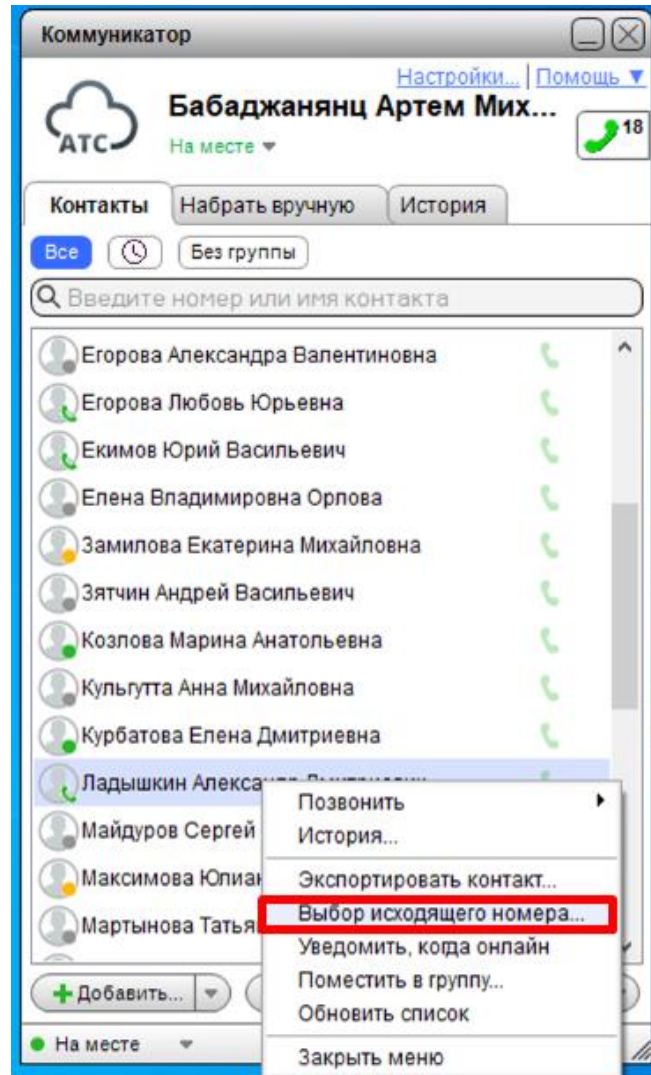 Коммуникатор
Настройки... | Помощь ▼
Бабаджанянц Артем Мих...
АТС
На месте
18
Контакты Набрать вручную История
Все Без группы
Введите номер или имя контакта
Егорова Александра Валентиновна
Егорова Любовь Юрьевна
Екимов Юрий Васильевич
Елена Владимировна Орлова
Замилова Екатерина Михайловна
Зятчин Андрей Васильевич
Козлова Марина Анатольевна
Кульгутта Анна Михайловна
Курбатова Елена Дмитриевна
Ладышкин Александр Дмитриевич
Позвонить
Майдуров Сергей
История...
Максимова Юлиан
Экспортировать контакт...
Выбор исходящего номера...
Мартынова Татья
Уведомить, когда онлайн
Поместить в группу...
+ Добавить...
Обновить список
На месте
Закрыть меню